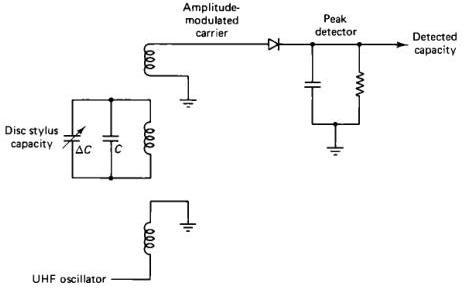 Amplitude-
modulated
carrier
Peak
detector
Detected
capacity
Disc stylus
capacity
ΔC
C
UHF oscillator